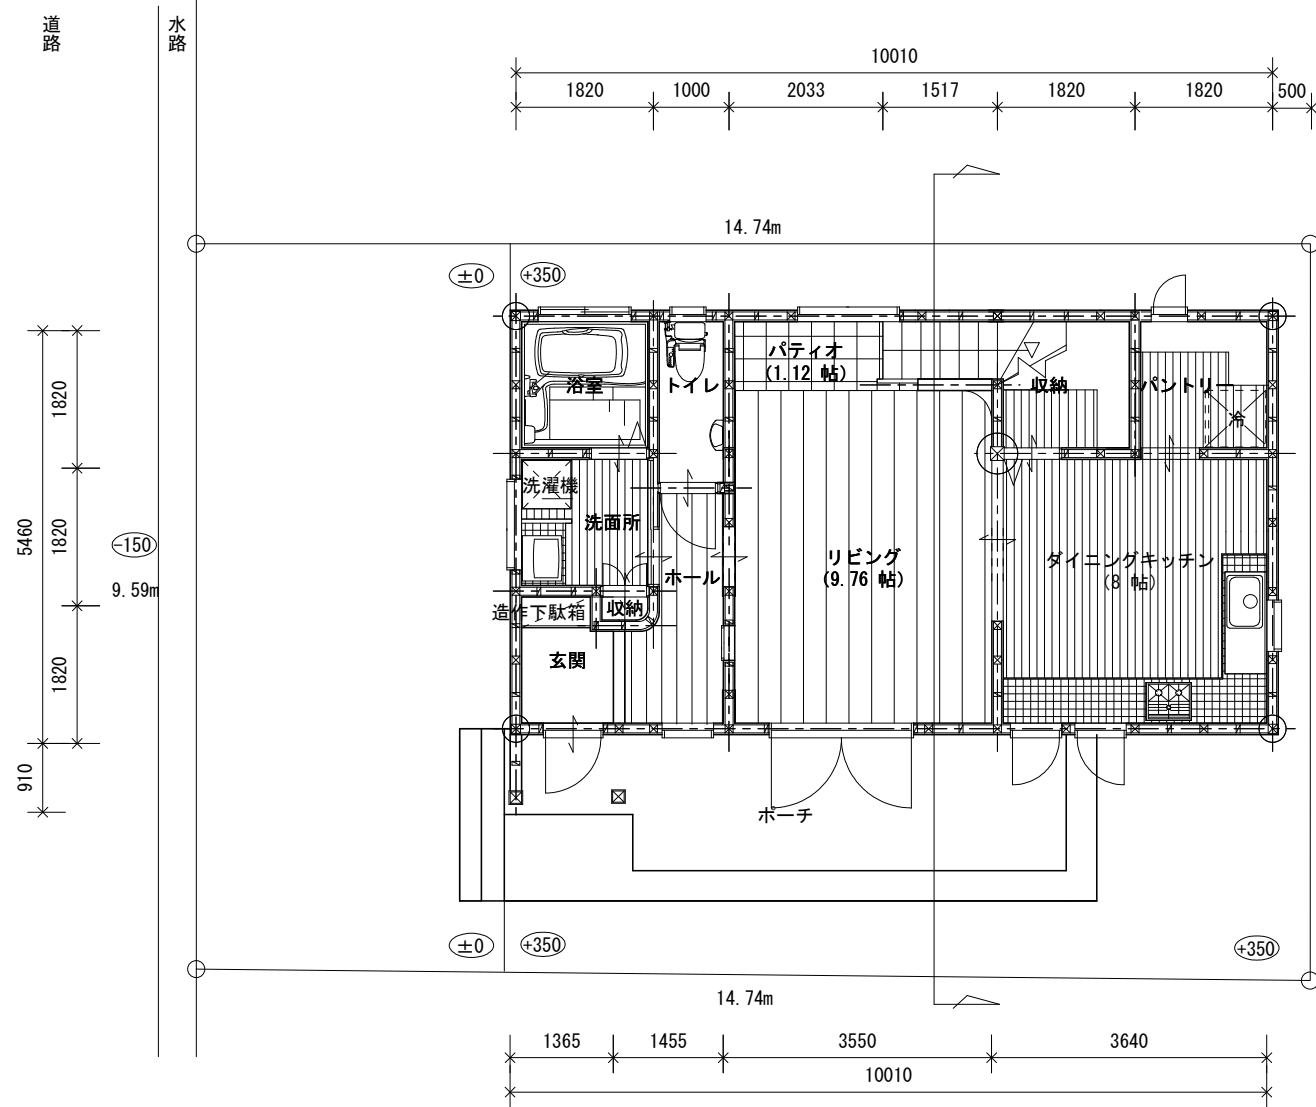 道路
水路
10010
1820
1000
2033
1517
1820
1820
500
14.74m
±0
+350
パティオ
(1.12 帖)
浴室
トイレ
収納
パントリー
冷
1820
5460
1820
1820
910
-150
9.59m
洗濯機
洗面所
ホール
リビング
(9.76 帖)
ダイニングキッチン
(8 帖)
造作下駄箱
収納
玄関
ポーチ
±0
+350
+350
14.74m
1365
1455
3550
3640
10010